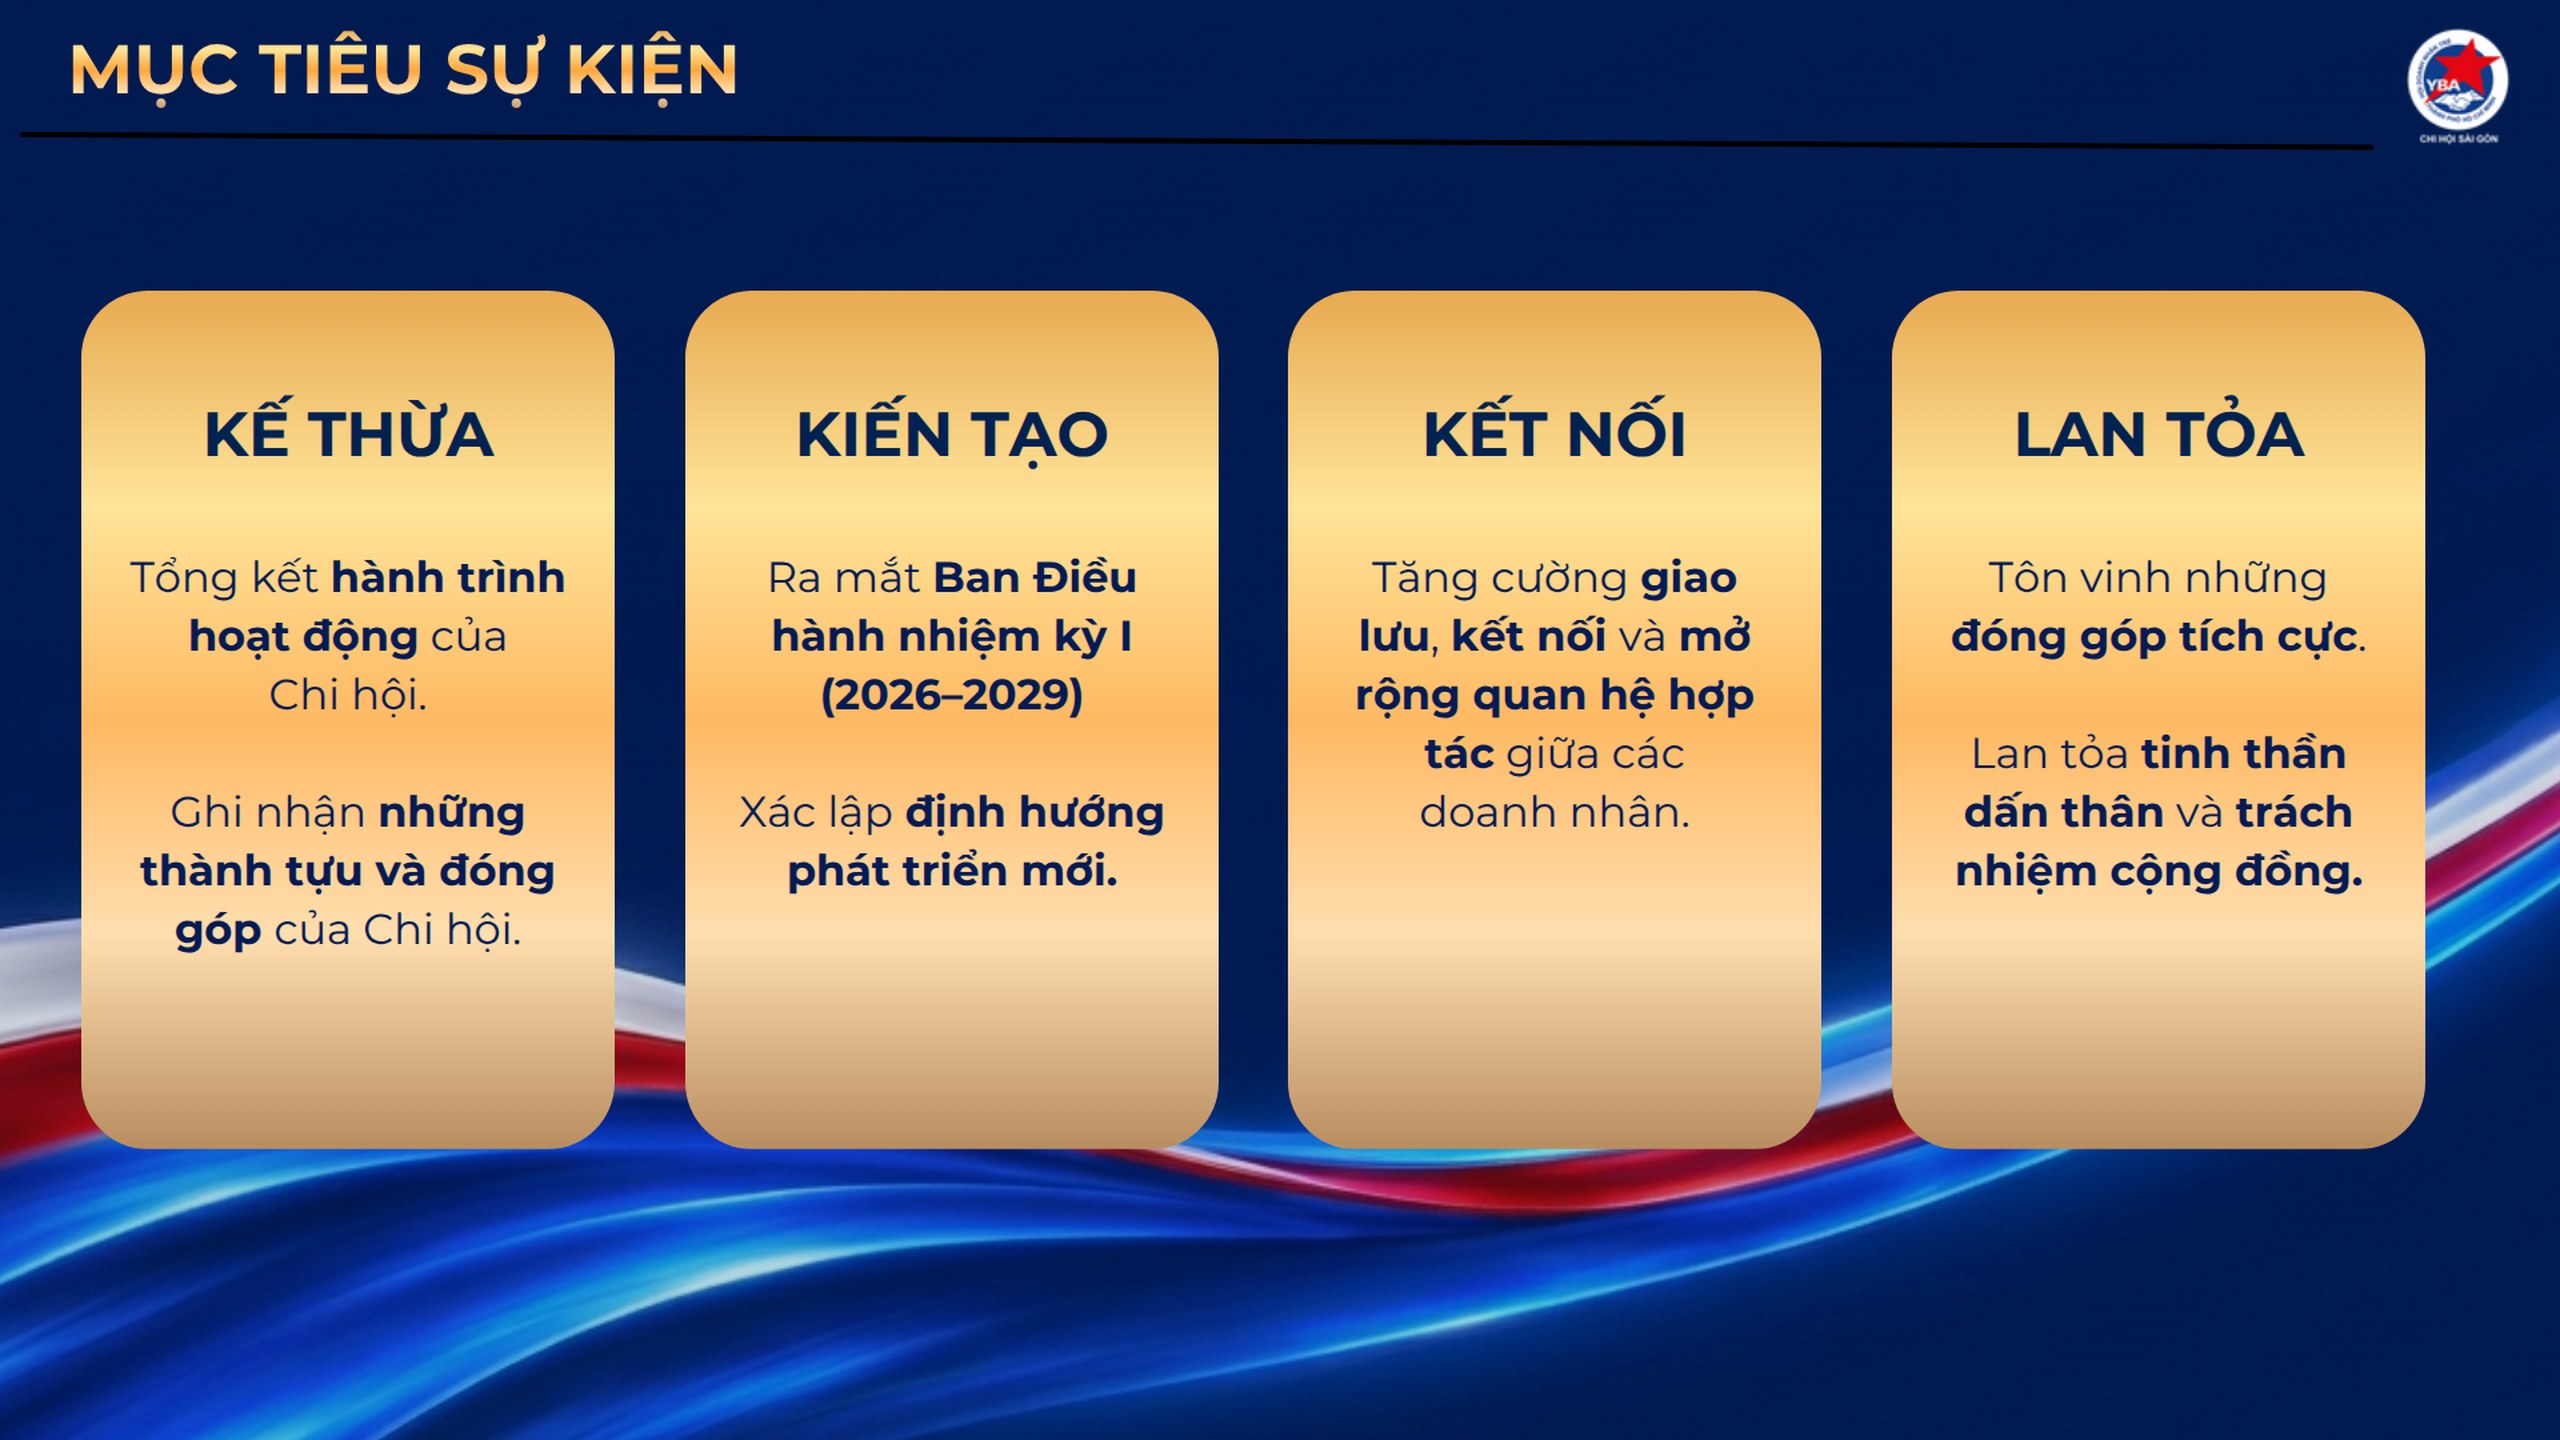 MỤC TIÊU SỰ KIỆN
YBA
CHI HỘI SÀI GÒN
KẾ THỪA
Tổng kết hành trình
hoạt động của
Chi hội.
Ghi nhận những
thành tựu và đóng
góp của Chi hội.
KIẾN TẠO
Ra mắt Ban Điều
hành nhiệm kỳ I
(2026–2029)
Xác lập định hướng
phát triển mới.
KẾT NỐI
Tăng cường giao
lưu, kết nối và mở
rộng quan hệ hợp
tác giữa các
doanh nhân.
LAN TỎA
Tôn vinh những
đóng góp tích cực.
Lan tỏa tinh thần
dấn thân và trách
nhiệm cộng đồng.